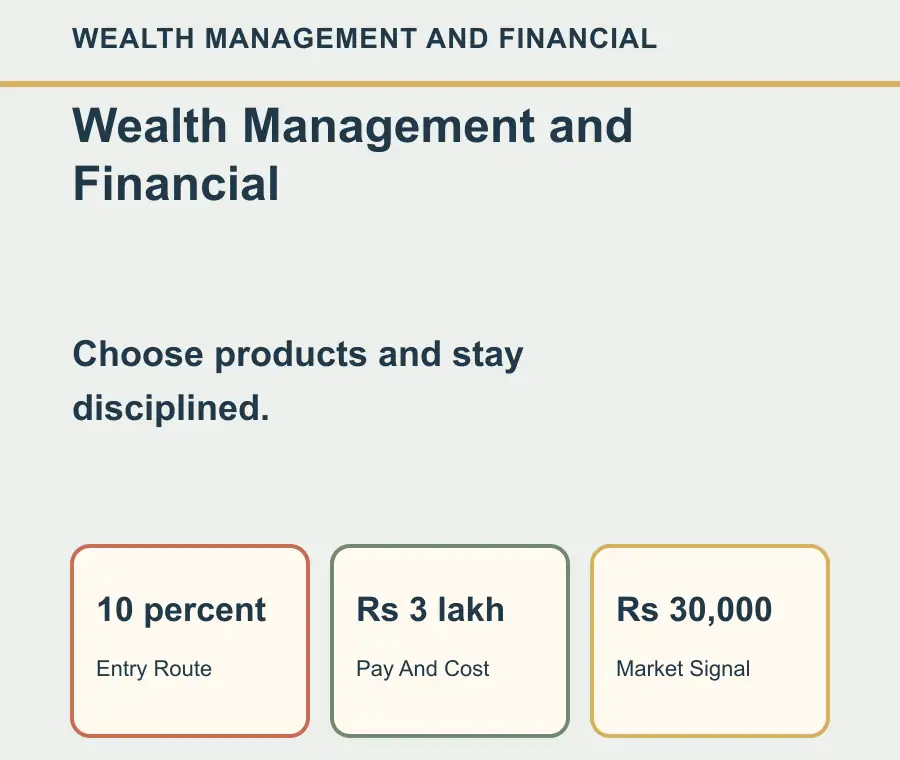 WEALTH MANAGEMENT AND FINANCIAL
Wealth Management and
Financial
Choose products and stay
disciplined.
10 percent
Entry Route
Rs 3 lakh
Pay And Cost
Rs 30,000
Market Signal